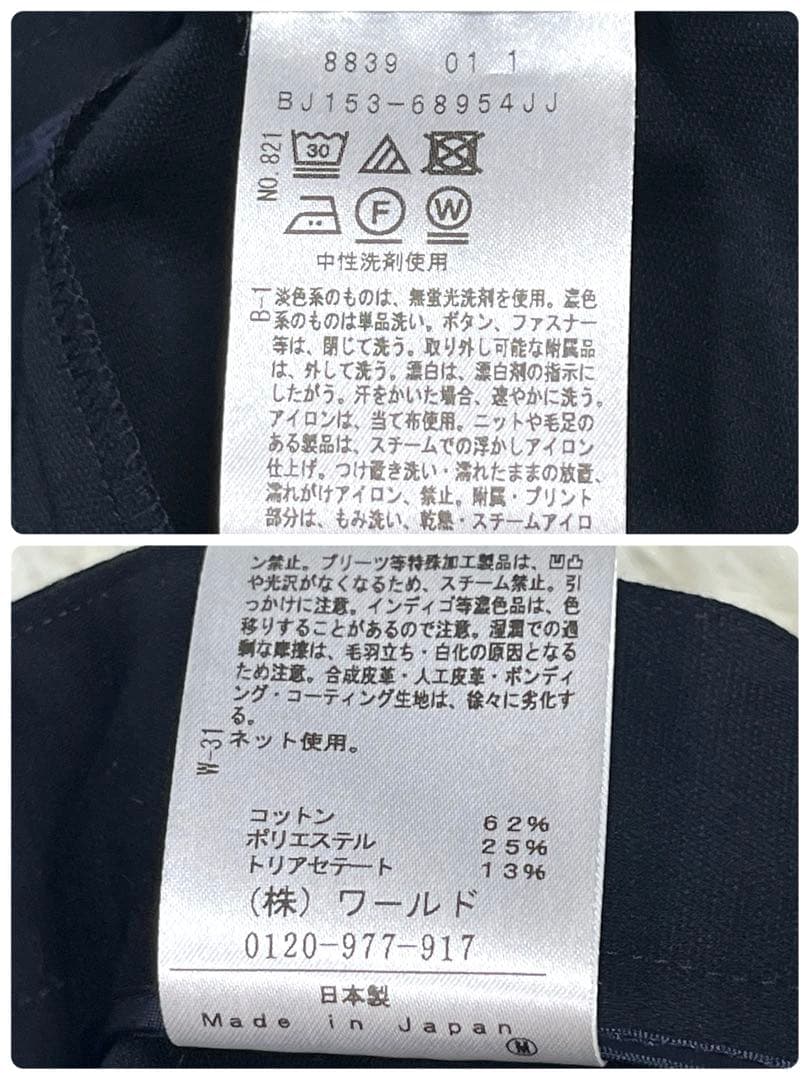 8839 01 1
BJ153-68954JJ
NO.821
30
F W
中性洗剤使用
B-1
淡色系のものは、無蛍光洗剤を使用。濃色
系のものは単品洗い。ボタン、ファスナー
等は、閉じて洗う。取り外し可能な附属品
は、外して洗う。漂白は、漂白剤の指示に
したがう。汗をかいた場合、速やかに洗う。
アイロンは、当て布使用。ニットや毛足の
ある製品は、スチームでの浮かしアイロン
仕上げ。つけ置き洗い・濡れたままの放置、
濡れがけアイロン、禁止。附属・プリント
部分は、もみ洗い、乾熱・スチームアイロ
ン禁止。プリーツ等特殊加工製品は、凹凸
や光沢がなくなるため、スチーム禁止。引
っかけに注意。インディゴ等濃色品は、色
移りすることがあるので注意。湿潤での過
剰な摩擦は、毛羽立ち・白化の原因となる
ため注意。合成皮革・人工皮革・ボンディ
ング・コーティング生地は、徐々に劣化す
る。
W-31
ネット使用。
コットン 62%
ポリエステル 25%
トリアセテート 13%
(株)ワールド
0120-977-917
日本製
Made in Japan
M